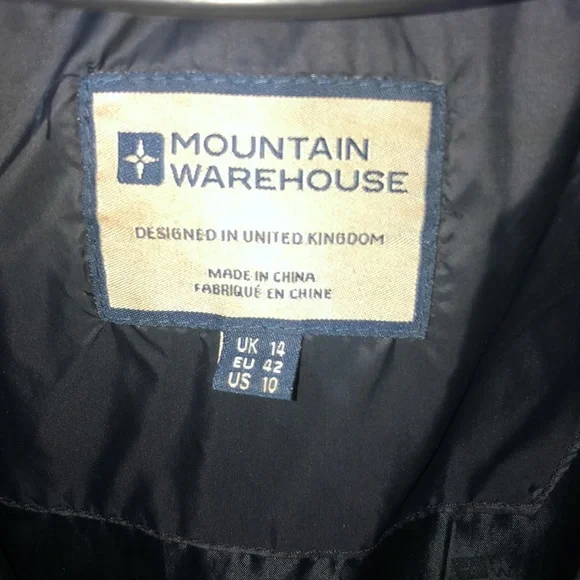 MOUNTAIN
WAREHOUSE
DESIGNED IN UNITED KINGDOM
MADE IN CHINA
FABRIQUÉ EN CHINE
UK 14
EU 42
US 10